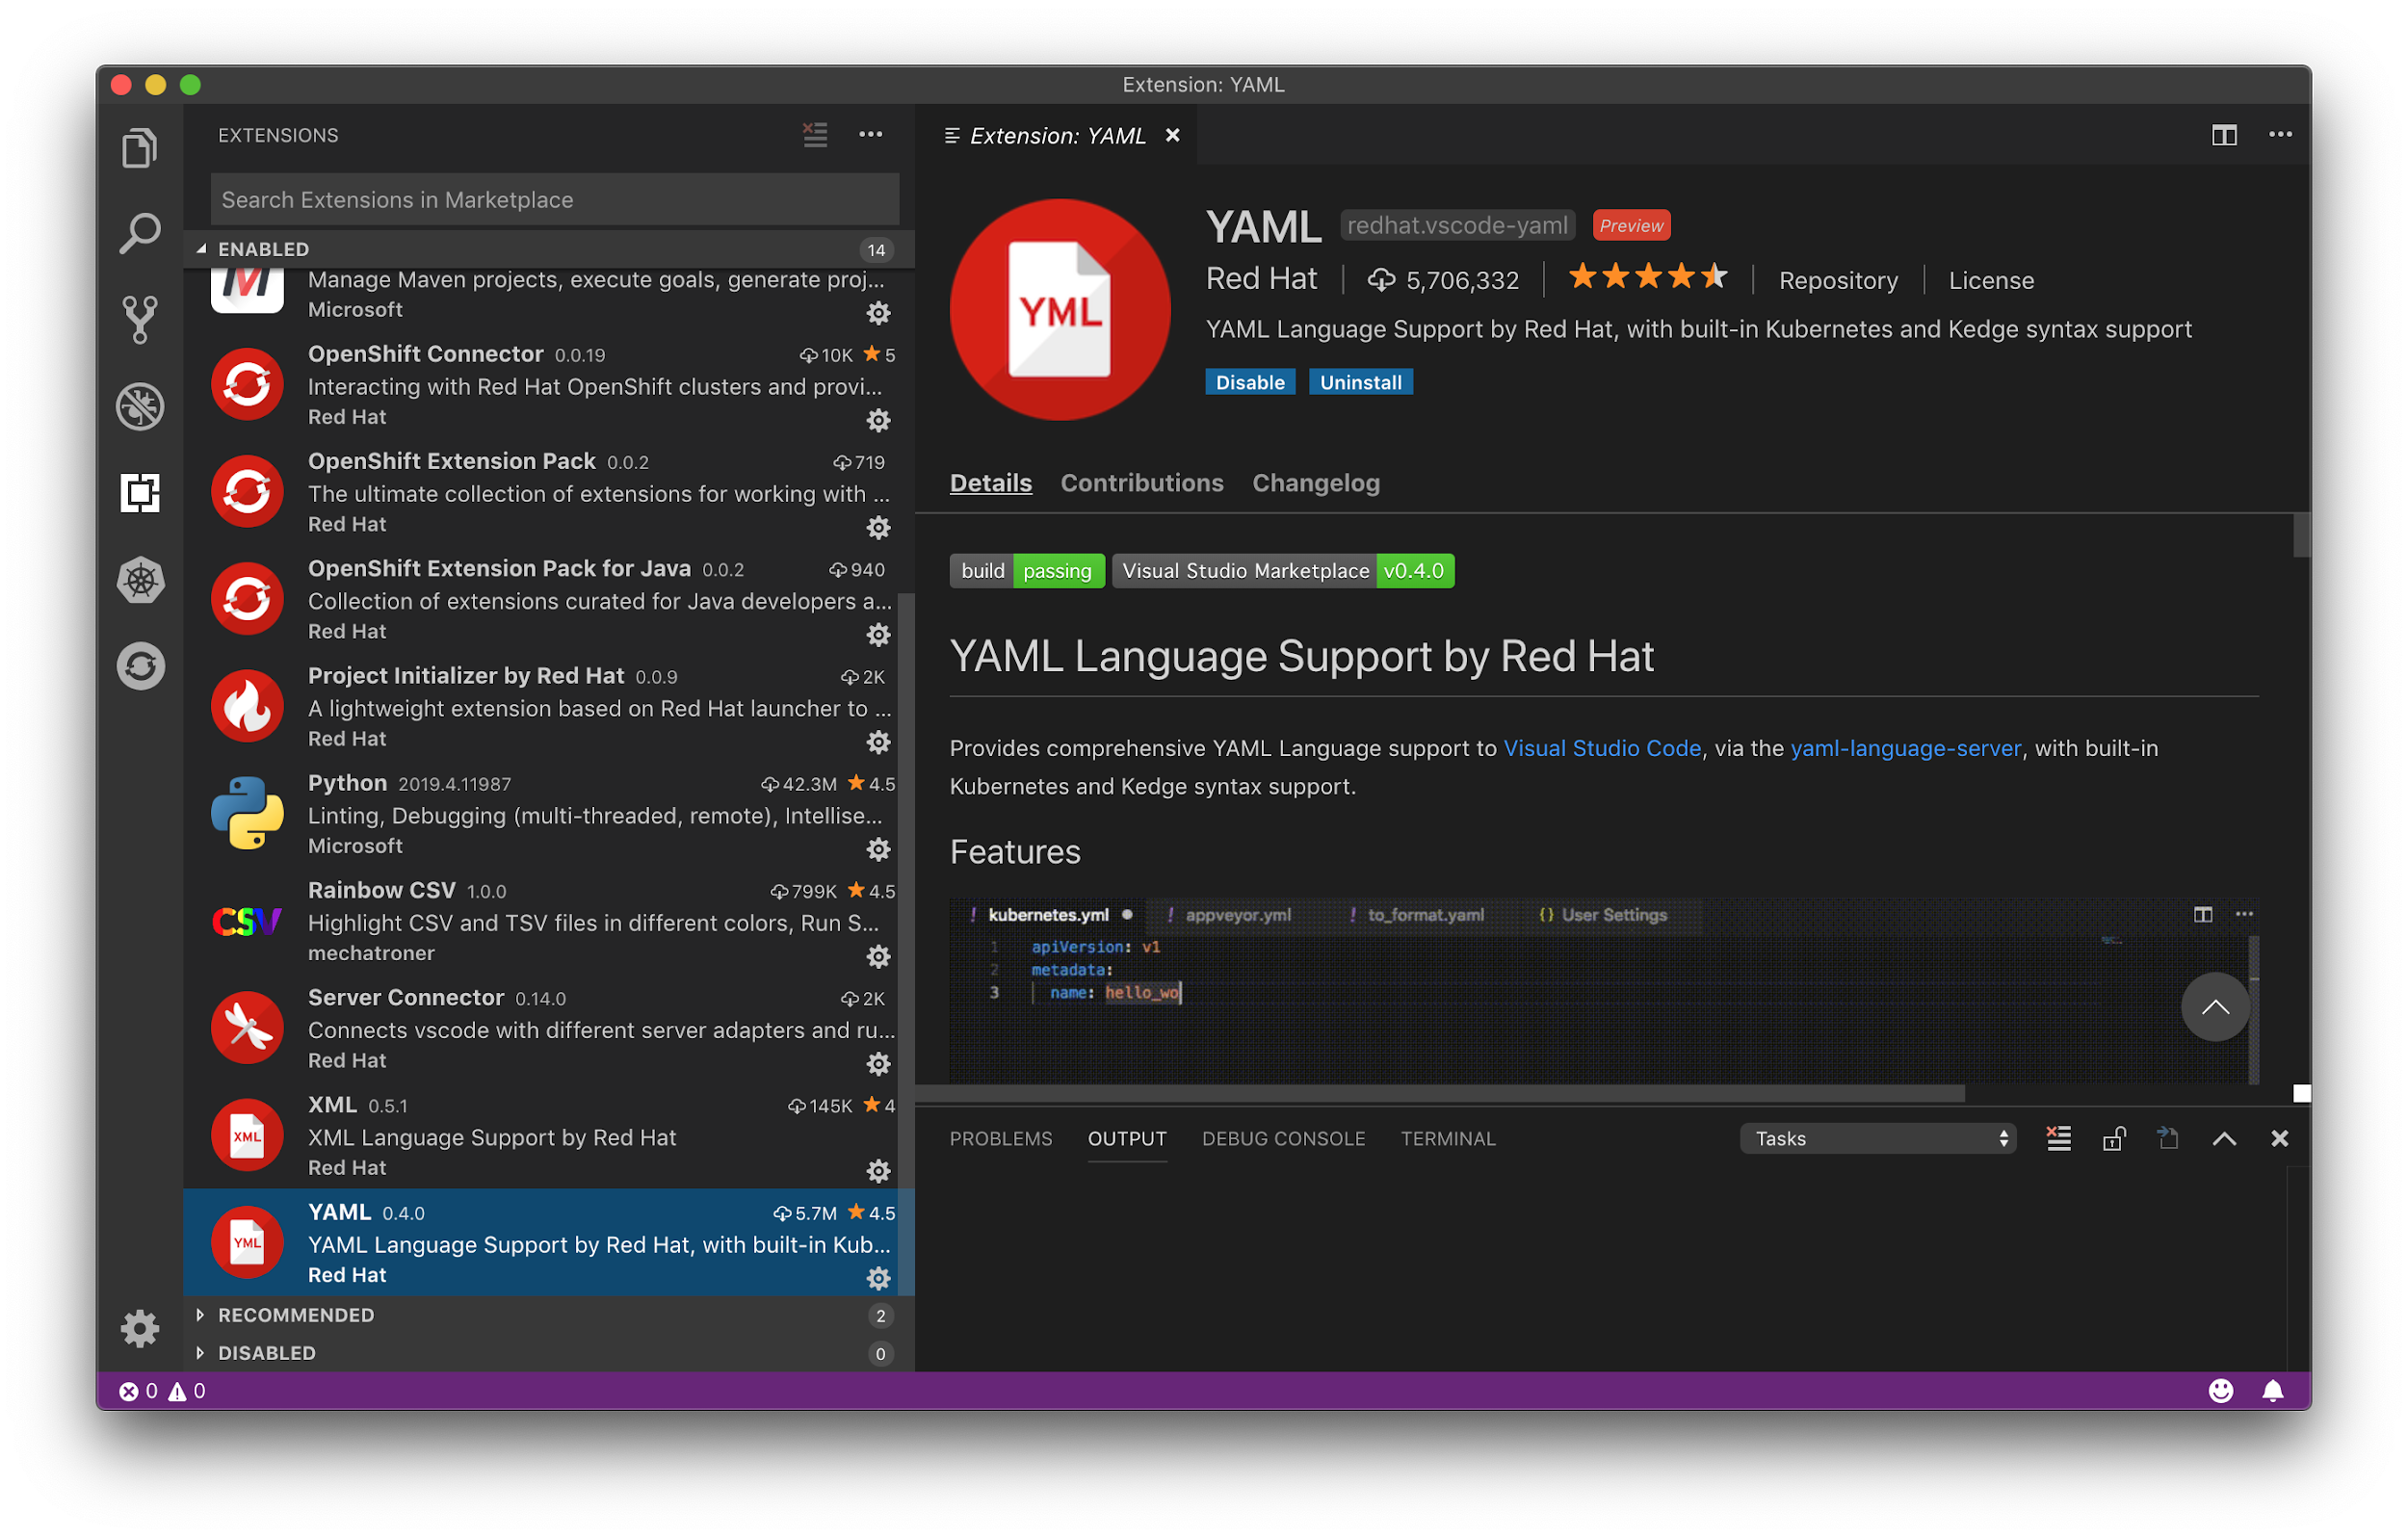 Extension: YAML
EXTENSIONS
Search Extensions in Marketplace
ENABLED 14
Manage Maven projects, execute goals, generate proj...
Microsoft
OpenShift Connector 0.0.19 10K 5
Interacting with Red Hat OpenShift clusters and provi...
Red Hat
OpenShift Extension Pack 0.0.2 719
The ultimate collection of extensions for working with ...
Red Hat
OpenShift Extension Pack for Java 0.0.2 940
Collection of extensions curated for Java developers a...
Red Hat
Project Initializer by Red Hat 0.0.9 2K
A lightweight extension based on Red Hat launcher to ...
Red Hat
Python 2019.4.11987 42.3M 4.5
Linting, Debugging (multi-threaded, remote), Intellise...
Microsoft
CSV
Rainbow CSV 1.0.0 799K 4.5
Highlight CSV and TSV files in different colors, Run S...
mechatroner
Server Connector 0.14.0 2K
Connects vscode with different server adapters and ru...
Red Hat
XML
XML 0.5.1 145K 4
XML Language Support by Red Hat
Red Hat
YML
YAML 0.4.0 5.7M 4.5
YAML Language Support by Red Hat, with built-in Kub...
Red Hat
RECOMMENDED 2
DISABLED 0
Extension: YAML
YML
YAML redhat.vscode-yaml Preview
Red Hat 5,706,332 Repository License
YAML Language Support by Red Hat, with built-in Kubernetes and Kedge syntax support
Disable Uninstall
Details Contributions Changelog
build passing Visual Studio Marketplace v0.4.0
YAML Language Support by Red Hat
Provides comprehensive YAML Language support to Visual Studio Code, via the yaml-language-server, with built-in
Kubernetes and Kedge syntax support.
Features
! kubernetes.yml ! appveyor.yml ! to_format.yaml {} User Settings
1 apiVersion: v1
2 metadata:
3 name: hello_wo
PROBLEMS OUTPUT DEBUG CONSOLE TERMINAL Tasks
0 0